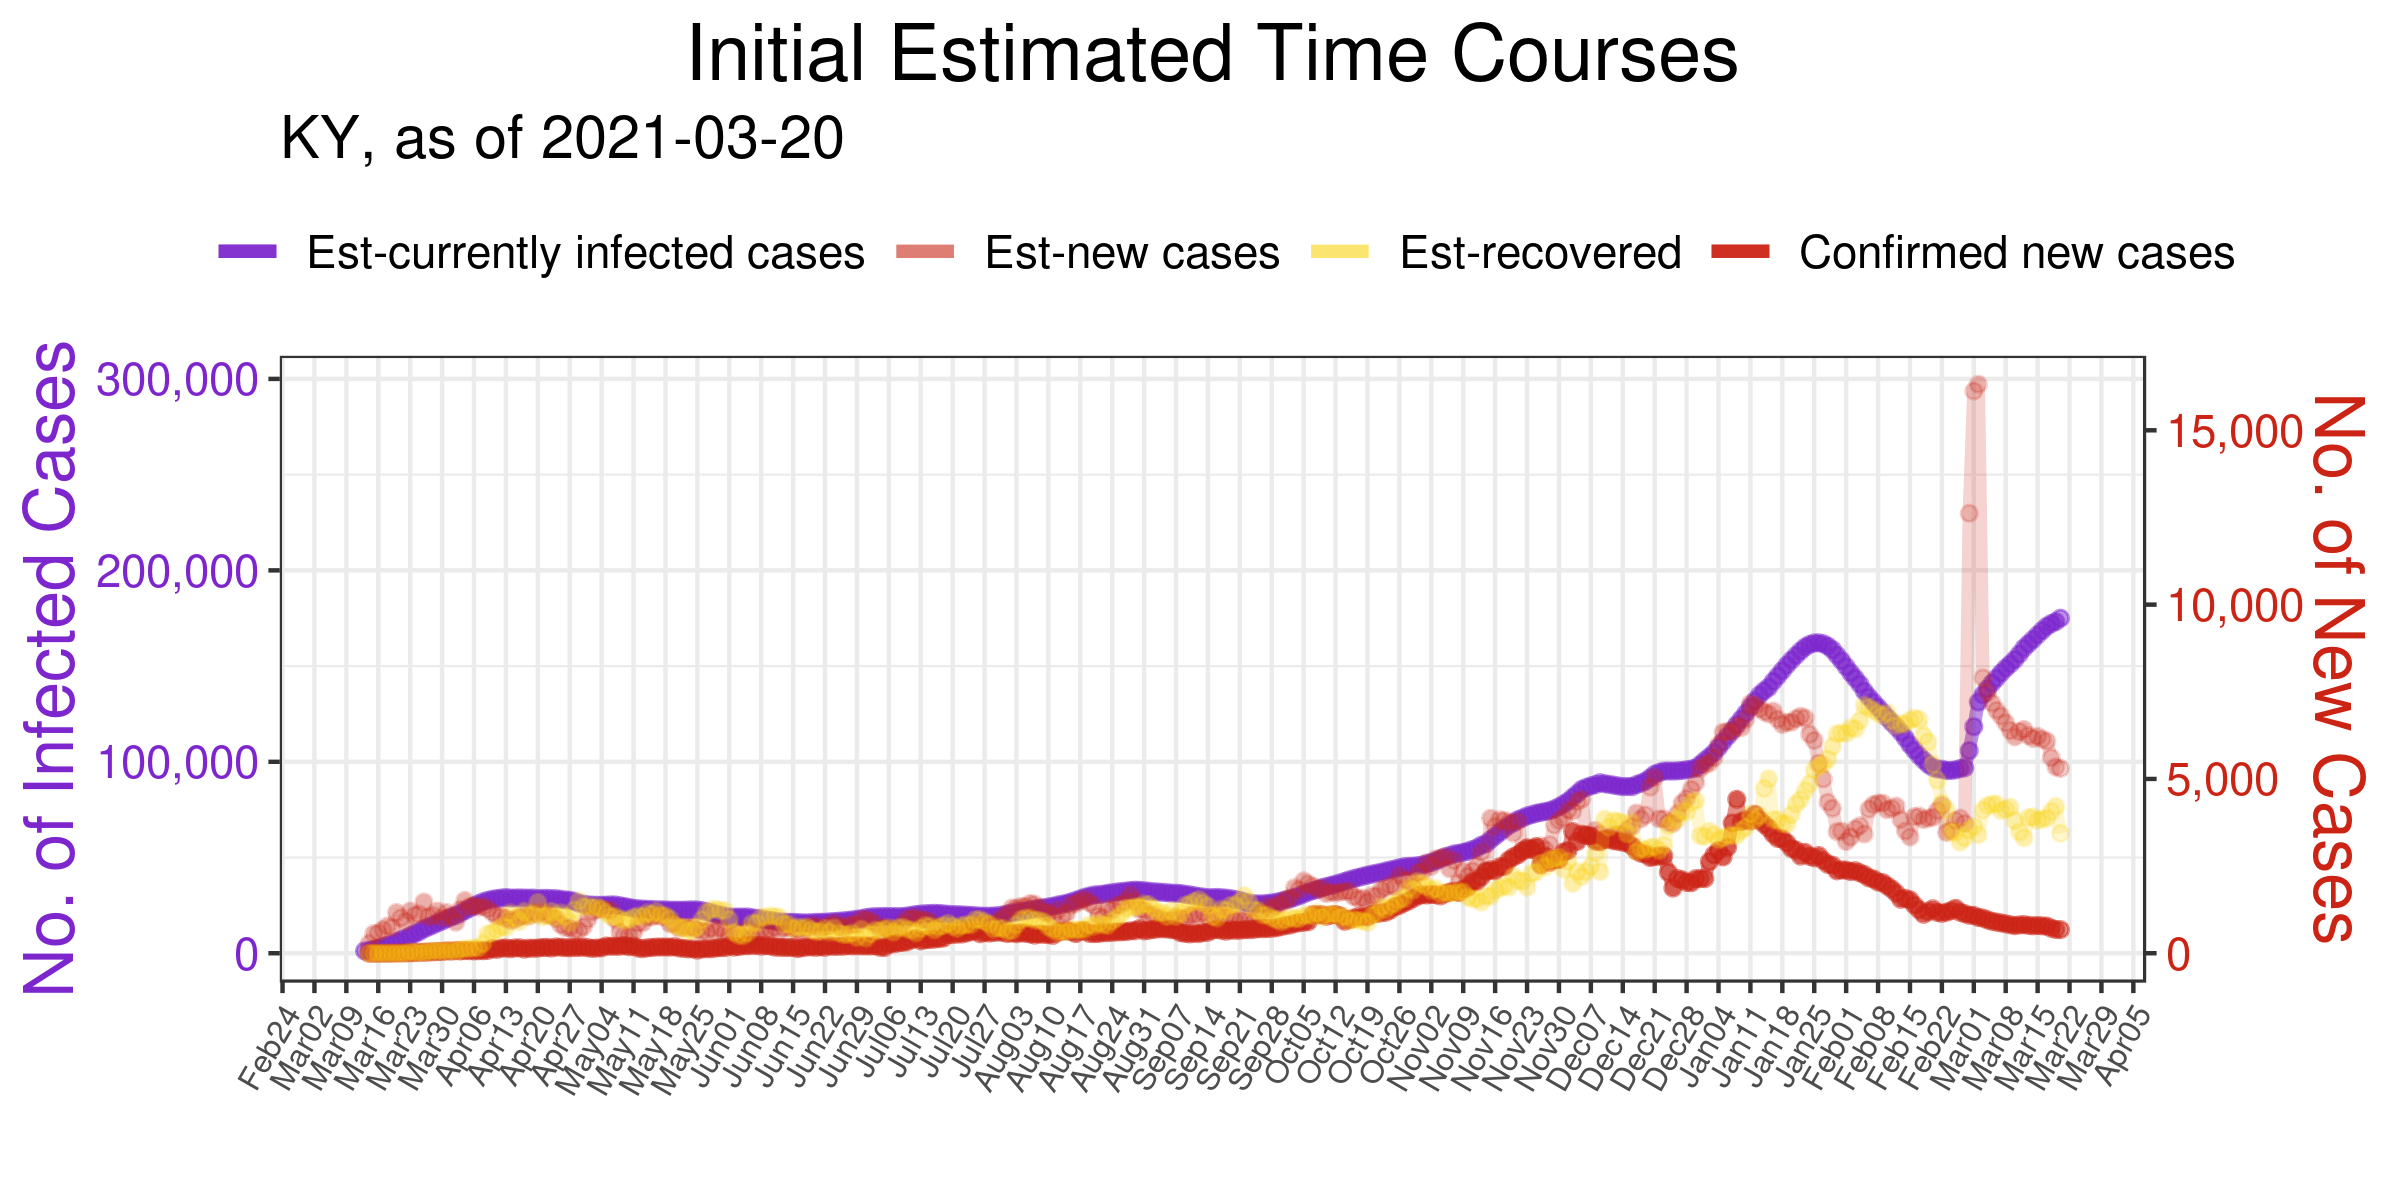 Initial Estimated Time Courses
KY, as of 2021-03-20
Est-currently infected cases Est-new cases Est-recovered Confirmed new cases
No. of Infected Cases
300,000
200,000
100,000
0
15,000
10,000
5,000
0
No. of New Cases
Feb24 Mar02 Mar09 Mar16 Mar23 Mar30 Apr06 Apr13 Apr20 Apr27 May04 May11 May18 May25 Jun01 Jun08 Jun15 Jun22 Jun29 Jul06 Jul13 Jul20 Jul27 Aug03 Aug10 Aug17 Aug24 Aug31 Sep07 Sep14 Sep21 Sep28 Oct05 Oct12 Oct19 Oct26 Nov02 Nov09 Nov16 Nov23 Nov30 Dec07 Dec14 Dec21 Dec28 Jan04 Jan11 Jan18 Jan25 Feb01 Feb08 Feb15 Feb22 Mar01 Mar08 Mar15 Mar22 Mar29 Apr05